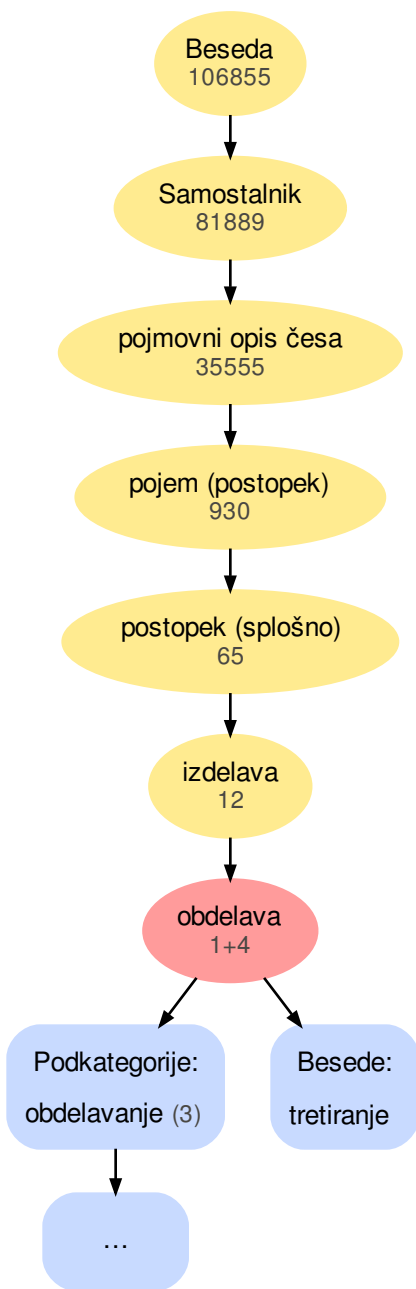 Beseda
106855
Samostalnik
81889
pojmovni opis česa
35555
pojem (postopek)
930
postopek (splošno)
65
izdelava
12
obdelava
1+4
Podkategorije:
obdelavanje (3)
Besede:
tretiranje
...